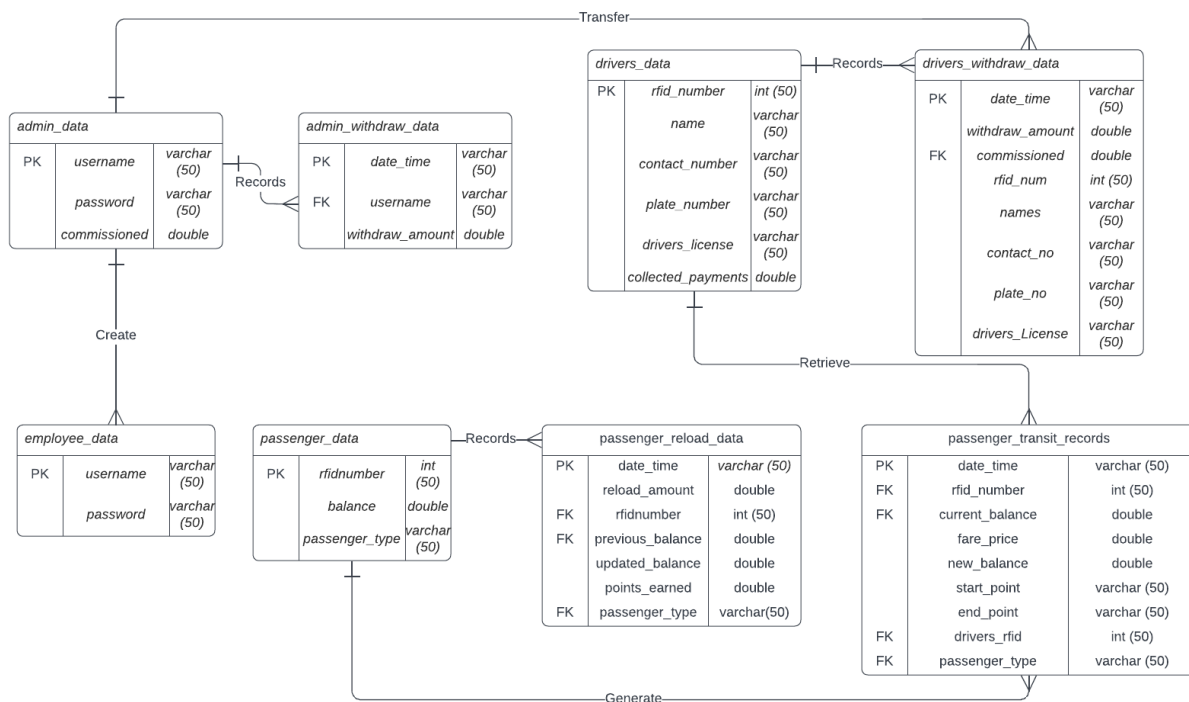 Transfer
drivers_data
PK rfid_number int (50)
name varchar
(50)
contact_number varchar
(50)
plate_number varchar
(50)
drivers_license varchar
(50)
collected_payments double
Records
drivers_withdraw_data
PK date_time varchar
(50)
withdraw_amount double
FK commissioned double
rfid_num int (50)
names varchar
(50)
contact_no varchar
(50)
plate_no varchar
(50)
drivers_License varchar
(50)
admin_data
PK username varchar
(50)
password varchar
(50)
commissioned double
Records
admin_withdraw_data
PK date_time varchar
(50)
FK username varchar
(50)
withdraw_amount double
Create
Retrieve
employee_data
PK username varchar
(50)
password varchar
(50)
passenger_data
PK rfidnumber int
(50)
balance double
passenger_type varchar
(50)
Records
passenger_reload_data
PK date_time varchar (50)
reload_amount double
FK rfidnumber int (50)
FK previous_balance double
updated_balance double
points_earned double
FK passenger_type varchar(50)
passenger_transit_records
PK date_time varchar (50)
FK rfid_number int (50)
FK current_balance double
fare_price double
new_balance double
start_point varchar (50)
end_point varchar (50)
FK drivers_rfid int (50)
FK passenger_type varchar (50)
Generate